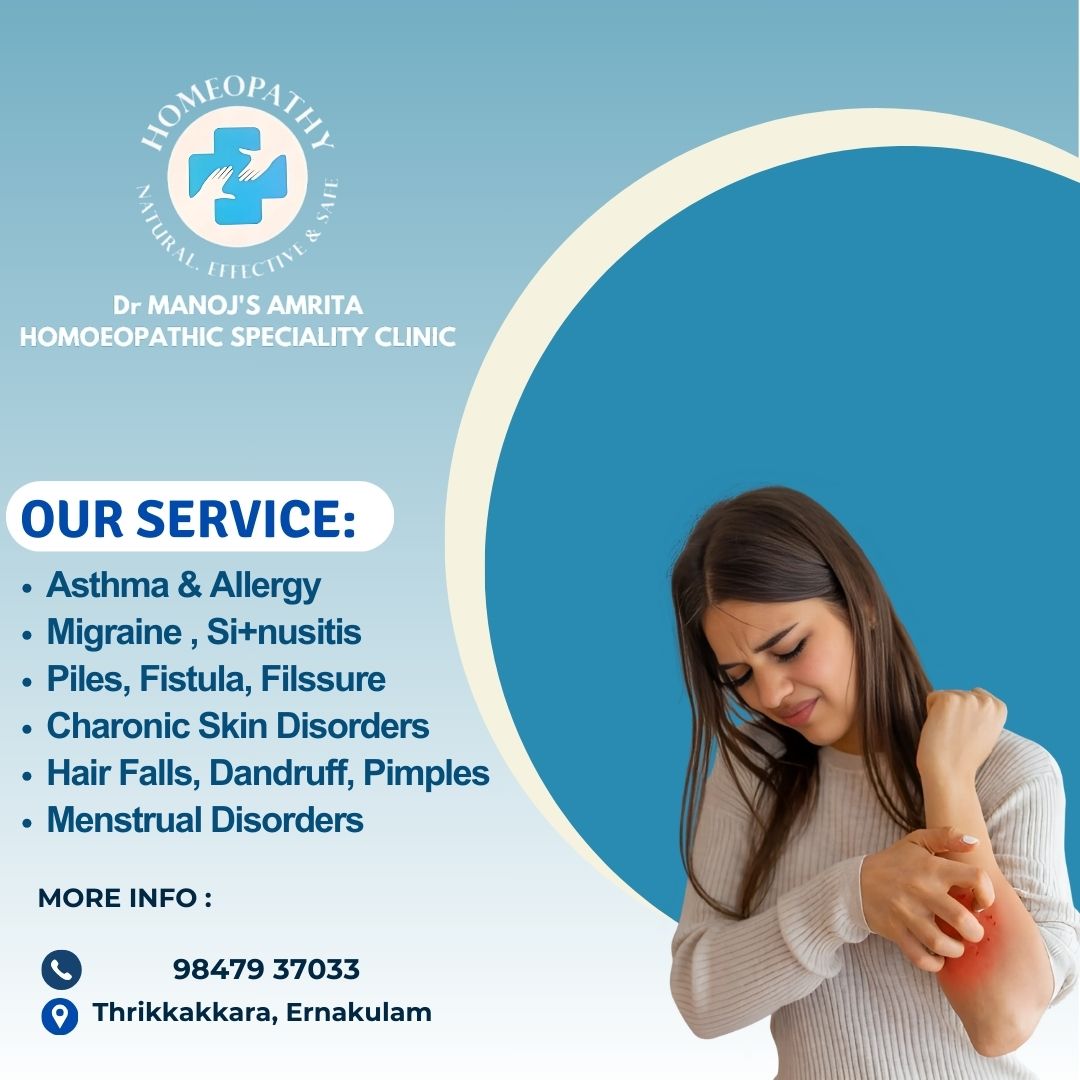 HOMEOPATHY
NATURAL. EFFECTIVE & SAFE
Dr MANOJ'S AMRITA
HOMOEOPATHIC SPECIALITY CLINIC
OUR SERVICE:
• Asthma & Allergy
• Migraine , Si+nusitis
• Piles, Fistula, Filssure
• Charonic Skin Disorders
• Hair Falls, Dandruff, Pimples
• Menstrual Disorders
MORE INFO :
98479 37033
Thrikkakkara, Ernakulam